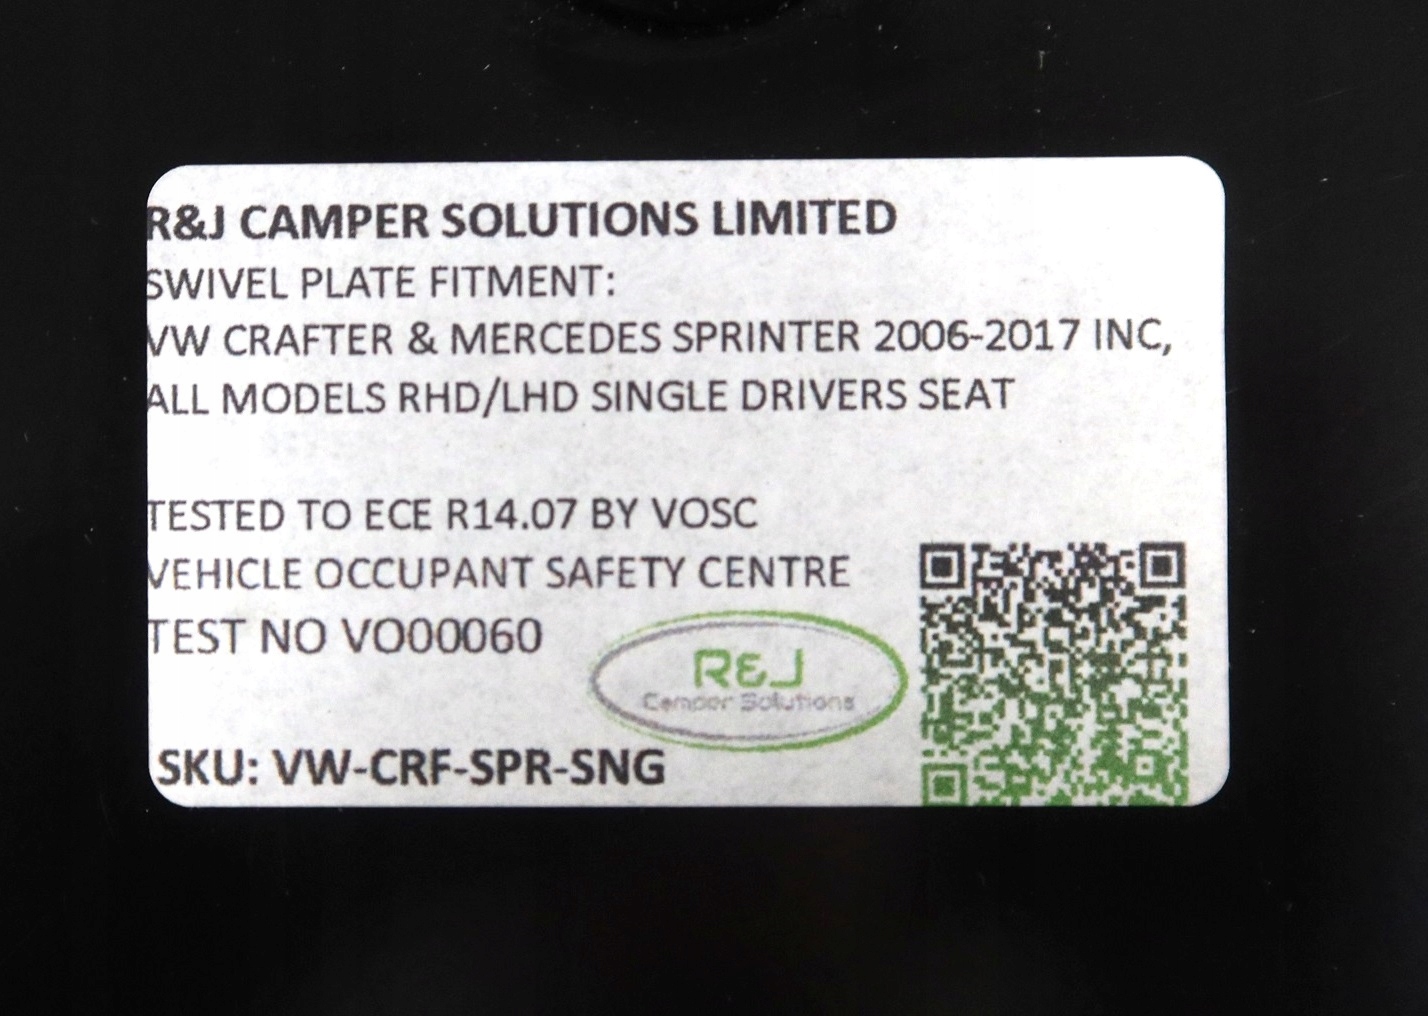 R&J CAMPER SOLUTIONS LIMITED
SWIVEL PLATE FITMENT:
VW CRAFTER & MERCEDES SPRINTER 2006-2017 INC,
ALL MODELS RHD/LHD SINGLE DRIVERS SEAT
TESTED TO ECE R14.07 BY VOSC
VEHICLE OCCUPANT SAFETY CENTRE
TEST NO VO00060
R&J
Camper Solutions
SKU: VW-CRF-SPR-SNG